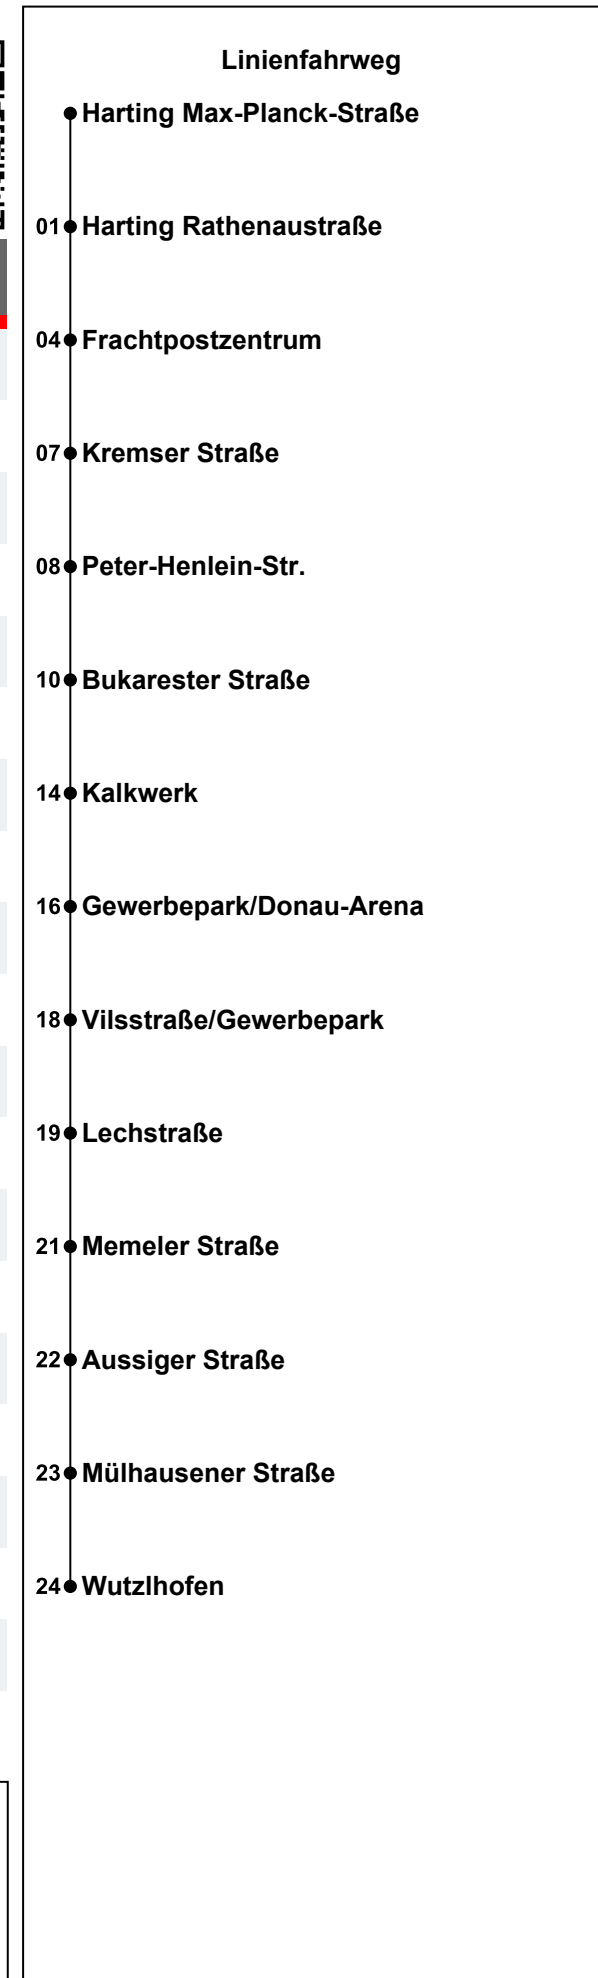 Linienfahrweg
Harting Max-Planck-Straße
01 Harting Rathenaustraße
04 Frachtpostzentrum
07 Kremser Straße
08 Peter-Henlein-Str.
10 Bukarester Straße
14 Kalkwerk
16 Gewerbepark/Donau-Arena
18 Vilsstraße/Gewerbepark
19 Lechstraße
21 Memeler Straße
22 Aussiger Straße
23 Mülhausener Straße
24 Wutzlhofen